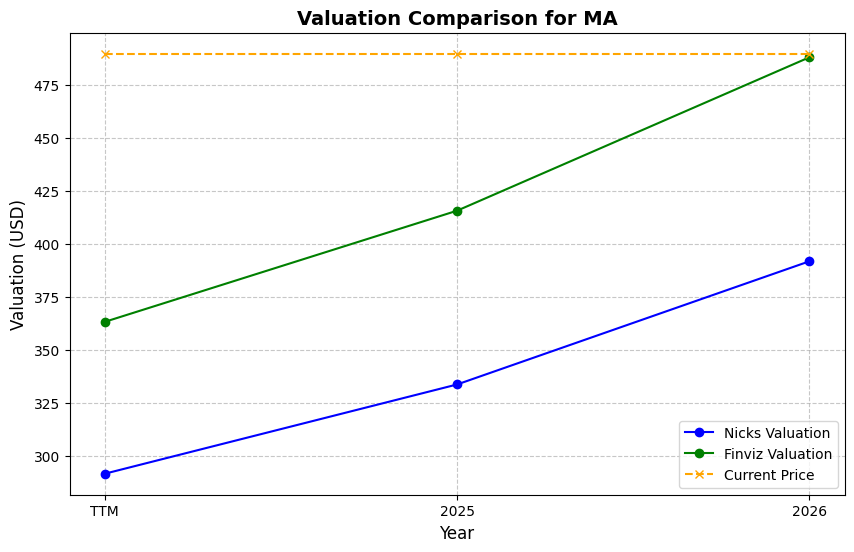 Valuation Comparison for MA
Valuation (USD)
475
450
425
400
375
350
325
300
TTM
2025
2026
Year
Nicks Valuation
Finviz Valuation
Current Price